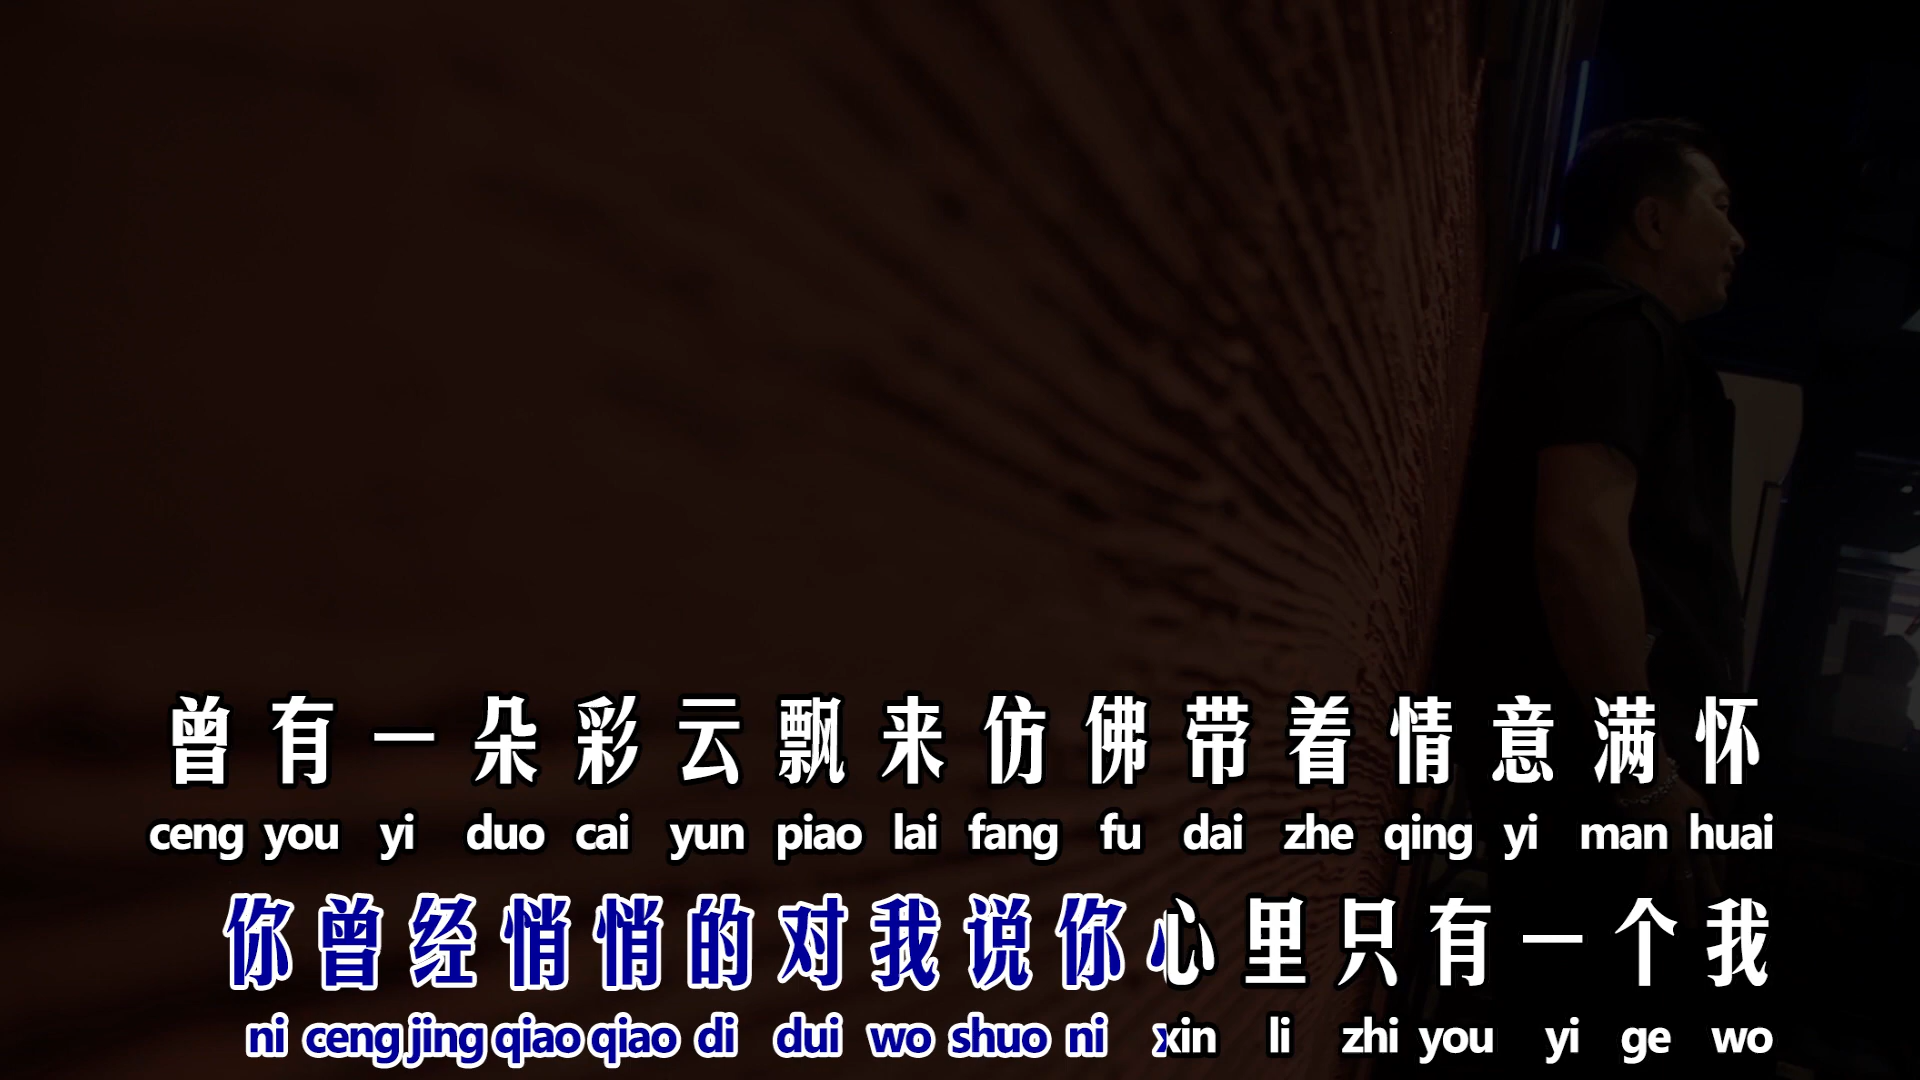 曾有一朵彩云飘来仿佛带着情意满怀
ceng you yi duo cai yun piao lai fang fu dai zhe qing yi man huai
你曾经悄悄的对我说你心里只有一个我
ni ceng jing qiao qiao di dui wo shuo ni xin li zhi you yi ge wo